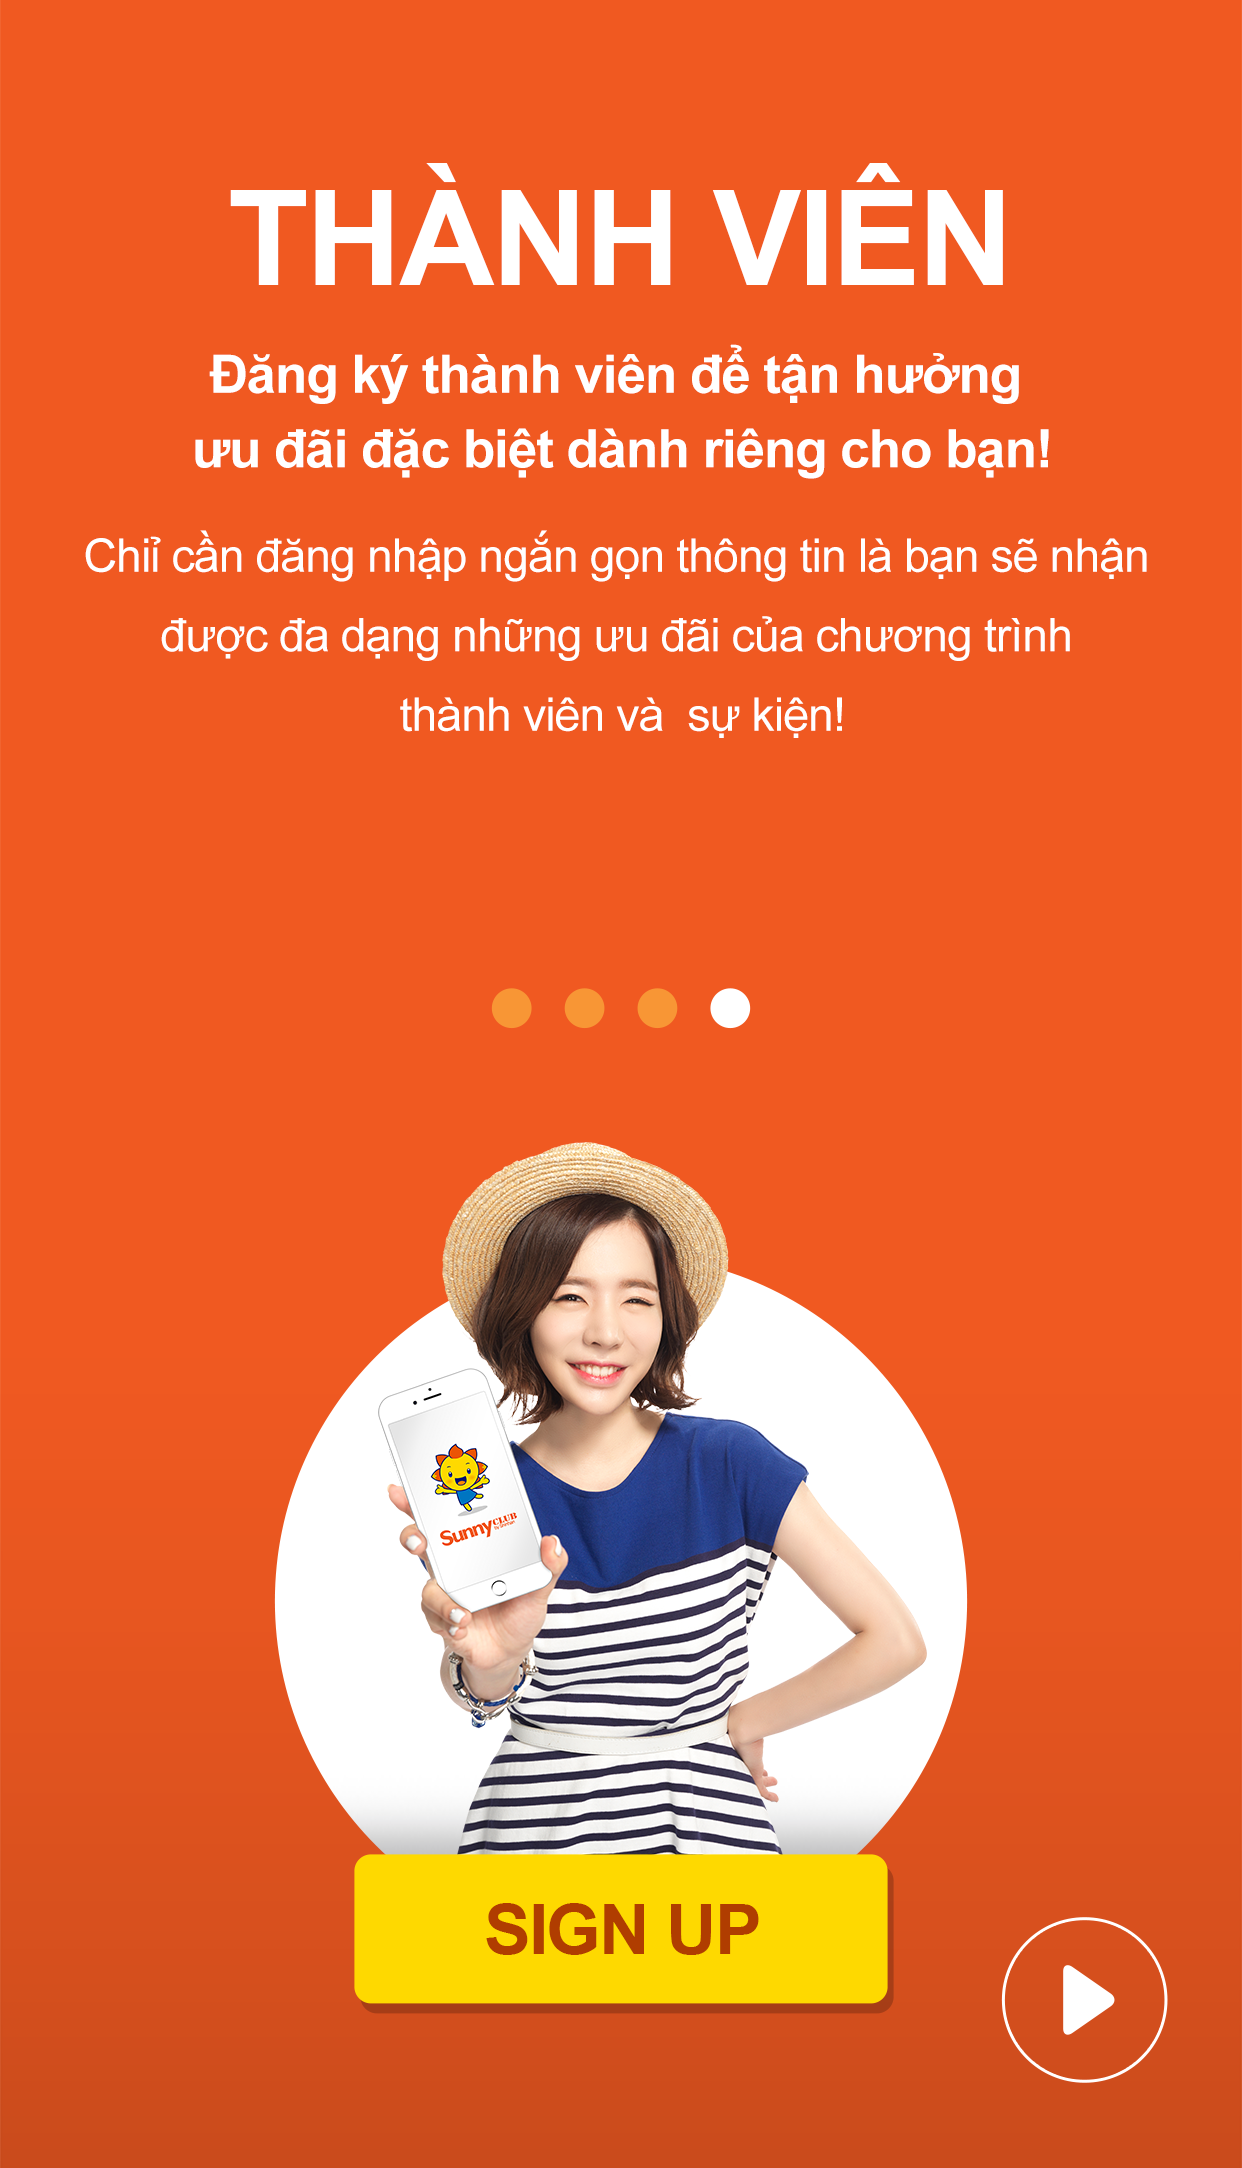 THÀNH VIÊN
Đăng ký thành viên để tận hưởng
ưu đãi đặc biệt dành riêng cho bạn!
Chiỉ cần đăng nhập ngắn gọn thông tin là bạn sẽ nhận
được đa dạng những ưu đãi của chương trình
thành viên và  sự kiện!
Sunny CLUB
SIGN UP